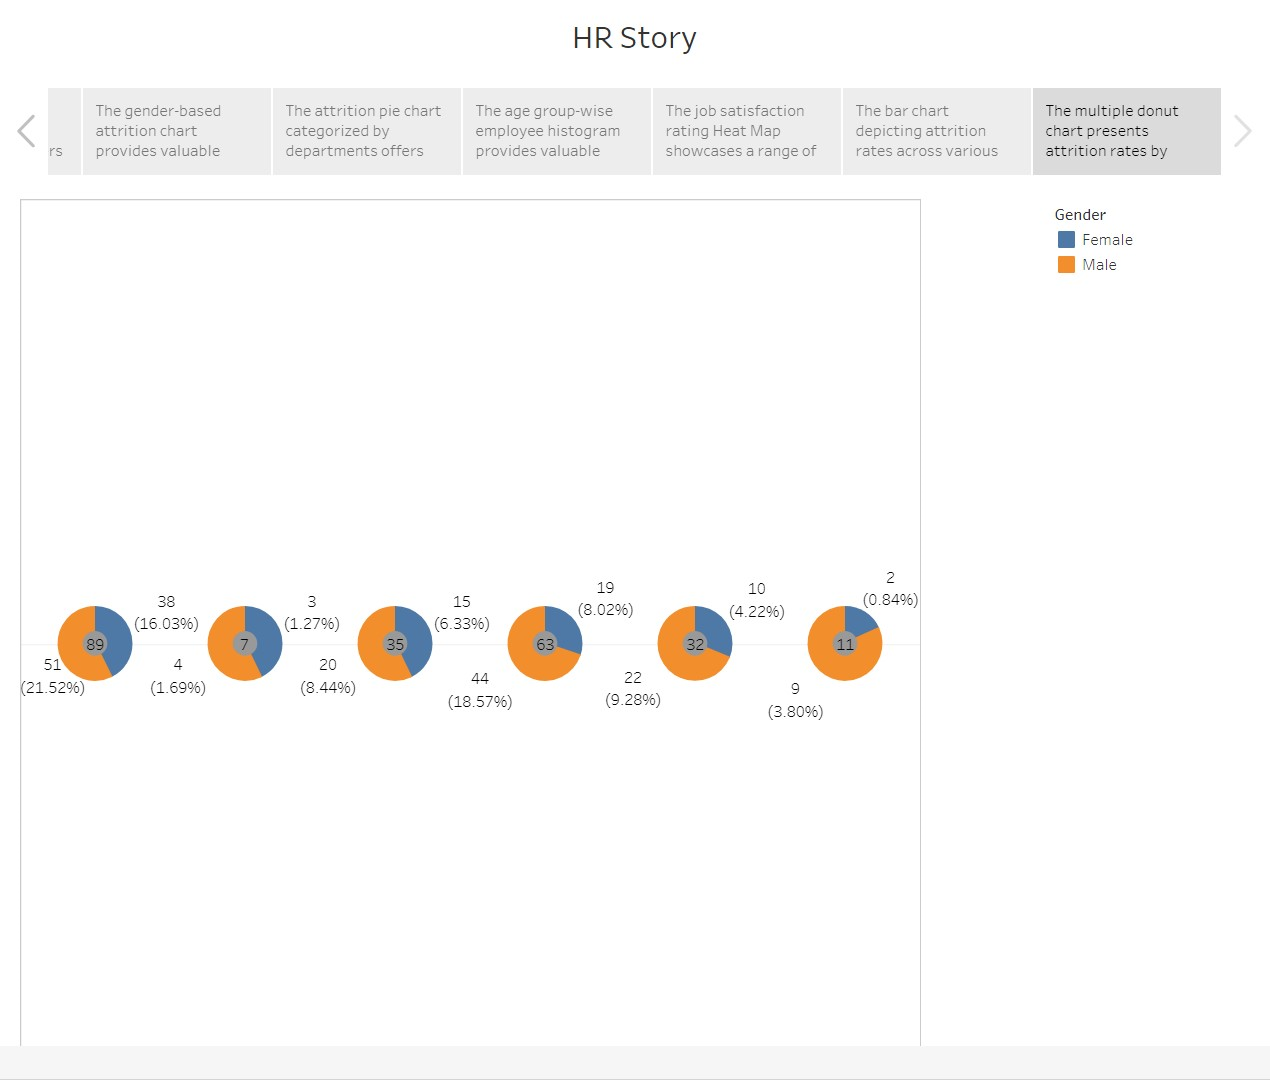 HR Story
rs
The gender-based
attrition chart
provides valuable
The attrition pie chart
categorized by
departments offers
The age group-wise
employee histogram
provides valuable
The job satisfaction
rating Heat Map
showcases a range of
The bar chart
depicting attrition
rates across various
The multiple donut
chart presents
attrition rates by
Gender
Female
Male
38
(16.03%)
89
51
(21.52%)
3
(1.27%)
7
4
(1.69%)
15
(6.33%)
35
20
(8.44%)
19
(8.02%)
63
44
(18.57%)
10
(4.22%)
32
22
(9.28%)
2
(0.84%)
11
9
(3.80%)